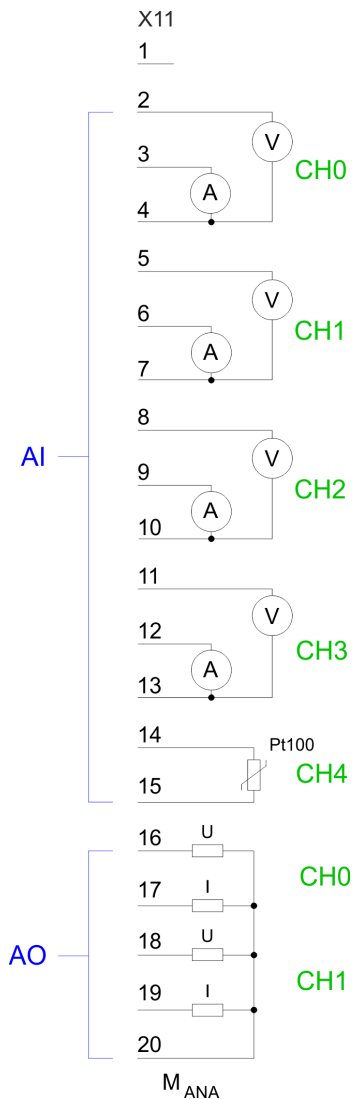 X11
1
2
V
CH0
3
A
4
5
V
CH1
6
A
7
AI
8
V
CH2
9
A
10
11
V
CH3
12
A
13
14
Pt100
CH4
15
16
U
CH0
17
I
AO
18
U
CH1
19
I
20
M ANA